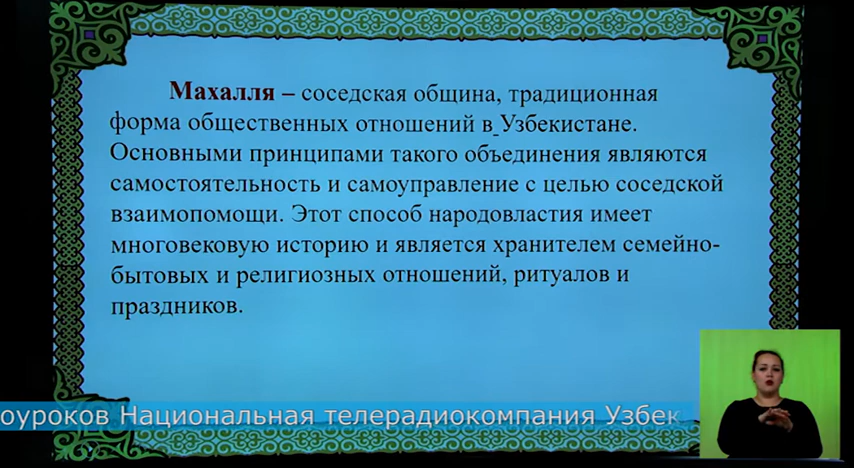 Махалля – соседская община, традиционная
форма общественных отношений в Узбекистане.
Основными принципами такого объединения являются
самостоятельность и самоуправление с целью соседской
взаимопомощи. Этот способ народовластия имеет
многовековую историю и является хранителем семейно-
бытовых и религиозных отношений, ритуалов и
праздников.
оуроков Национальная телерадиокомпания Узбек